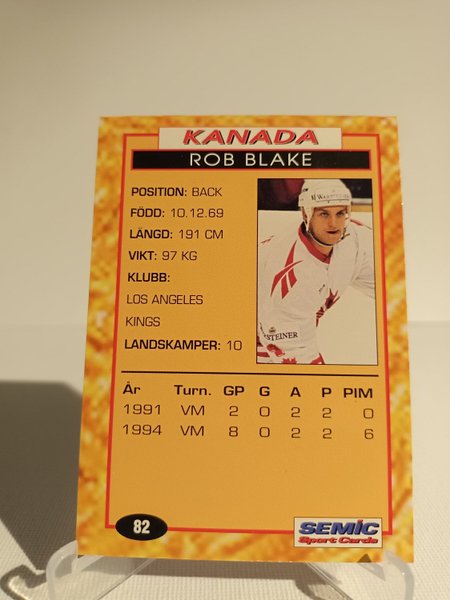 KANADA
ROB BLAKE
POSITION: BACK
FÖDD: 10.12.69
LÄNGD: 191 CM
VIKT: 97 KG
KLUBB:
LOS ANGELES
KINGS
LANDSKAMPER: 10
STEINER
År Turn. GP G A P PIM
1991 VM 2 0 2 2 0
1994 VM 8 0 2 2 6
82
SEMIC
Sport Cards